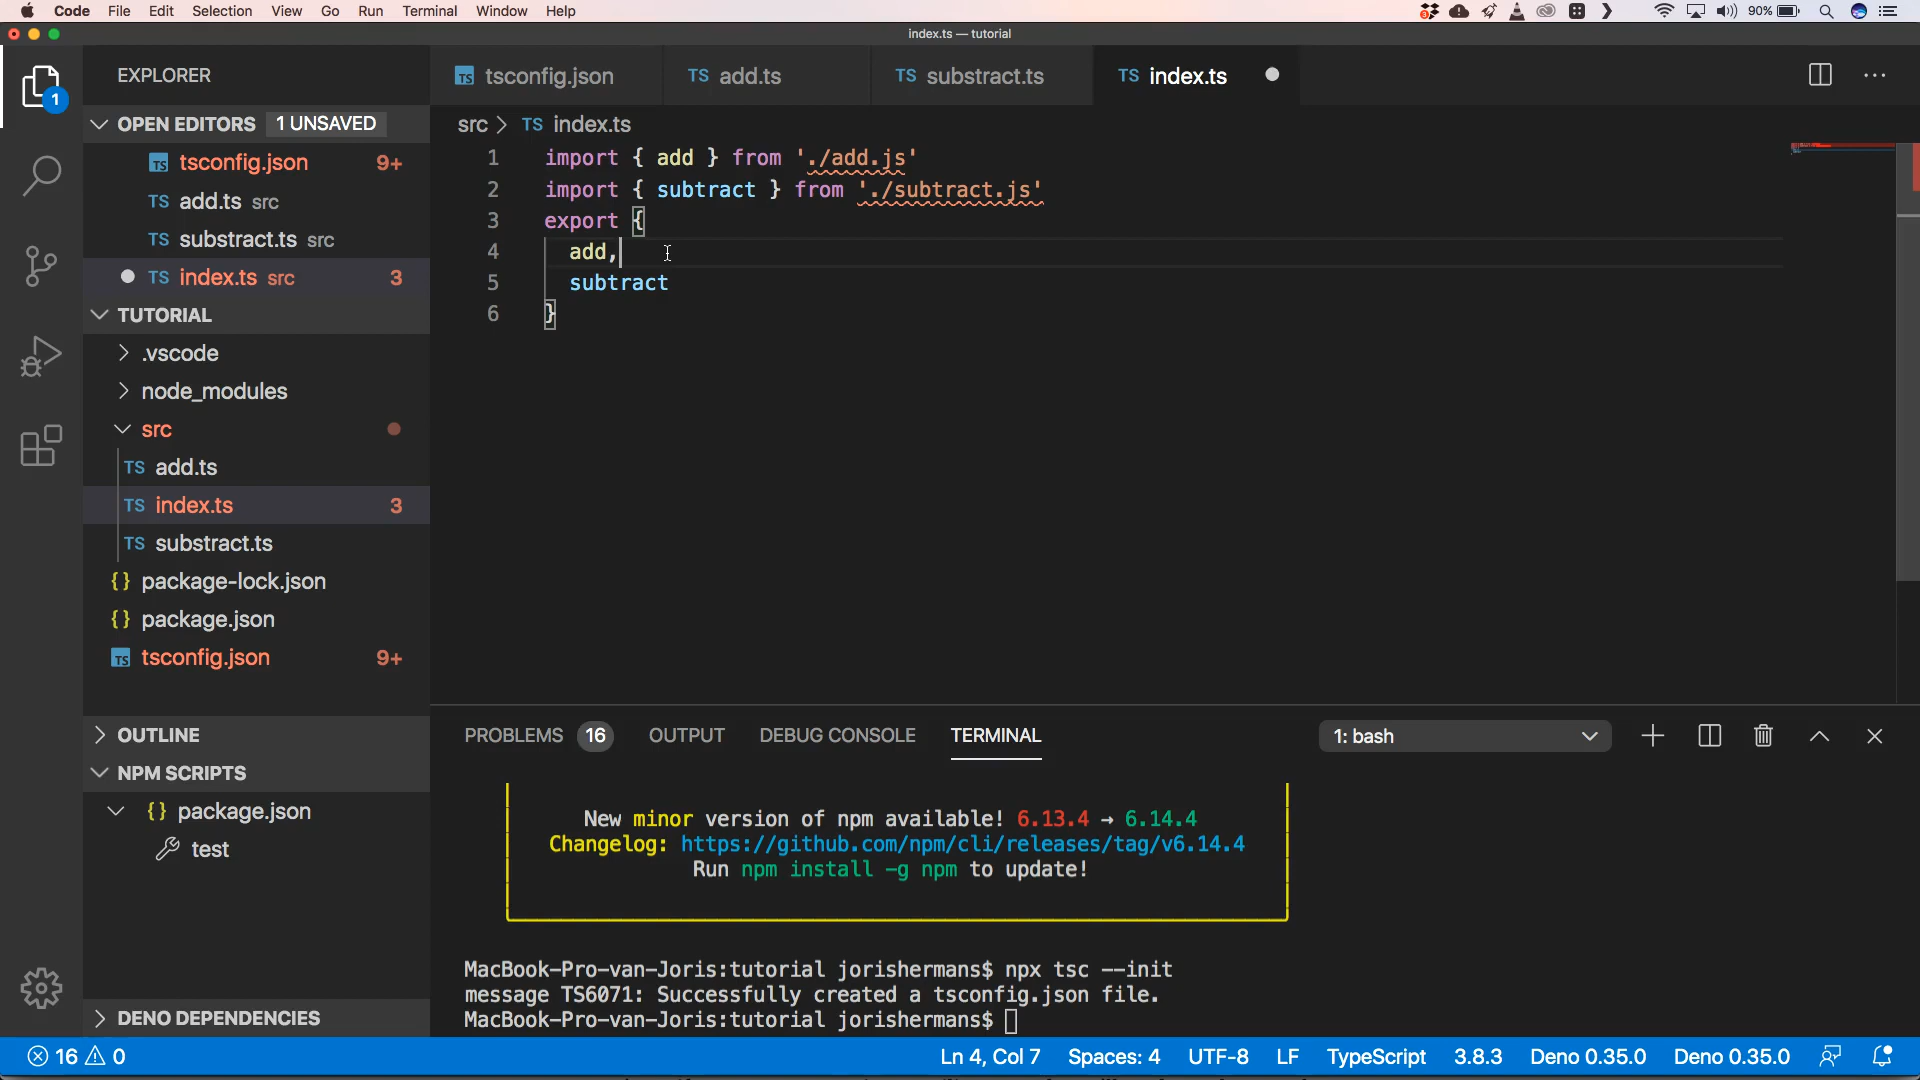 Code File Edit Selection View Go Run Terminal Window Help 3 90%
index.ts — tutorial
1
EXPLORER
OPEN EDITORS 1 UNSAVED
TS tsconfig.json 9+
TS add.ts src
TS substract.ts src
TS index.ts src 3
TUTORIAL
.vscode
node_modules
src
TS add.ts
TS index.ts 3
TS substract.ts
{} package-lock.json
{} package.json
TS tsconfig.json 9+
OUTLINE
NPM SCRIPTS
{} package.json
test
DENO DEPENDENCIES
TS tsconfig.json TS add.ts TS substract.ts TS index.ts
src > TS index.ts
1 import { add } from './add.js'
2 import { subtract } from './subtract.js'
3 export {
4 add,
5 subtract
6 }
PROBLEMS 16 OUTPUT DEBUG CONSOLE TERMINAL 1: bash
New minor version of npm available! 6.13.4 → 6.14.4
Changelog: https://github.com/npm/cli/releases/tag/v6.14.4
Run npm install -g npm to update!
MacBook-Pro-van-Joris:tutorial jorishermans$ npx tsc --init
message TS6071: Successfully created a tsconfig.json file.
MacBook-Pro-van-Joris:tutorial jorishermans$
16 0 Ln 4, Col 7 Spaces: 4 UTF-8 LF TypeScript 3.8.3 Deno 0.35.0 Deno 0.35.0